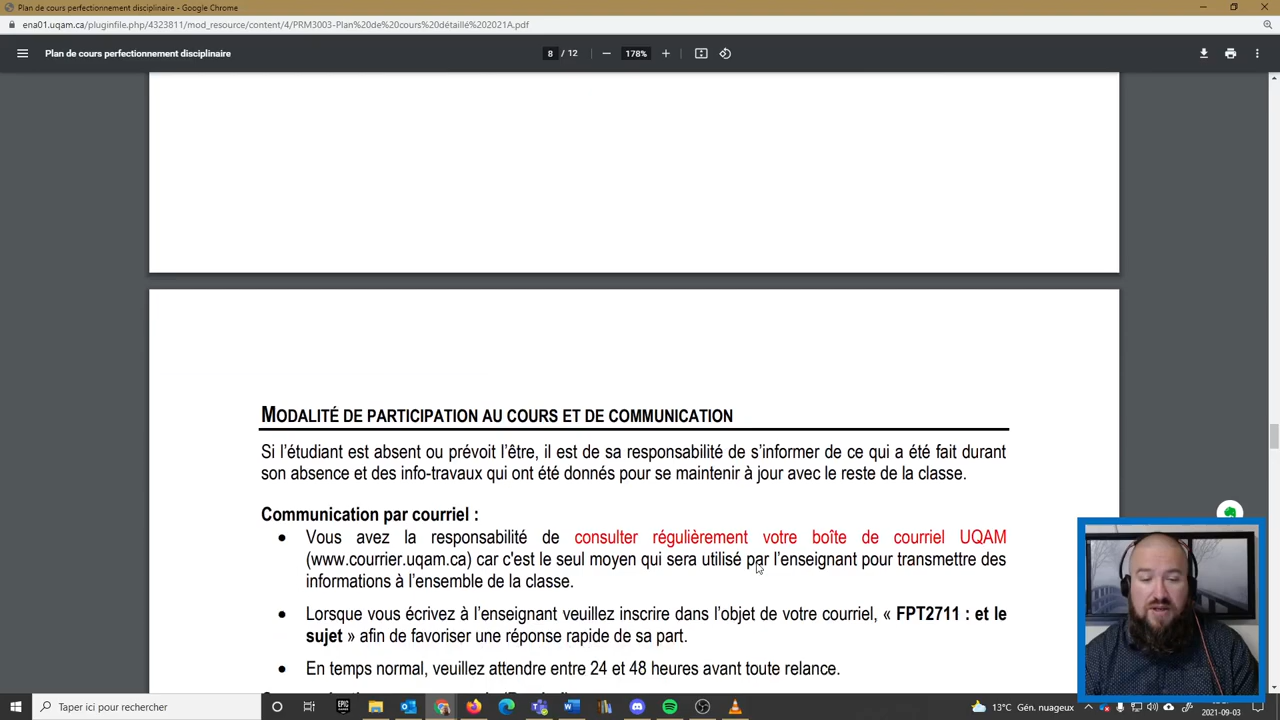 Plan de cours perfectionnement disciplinaire - Google Chrome
ena01.uqam.ca/pluginfile.php/4323811/mod_resource/content/4/PRM3003-Plan%20de%20cours%20détaillé%202021A.pdf
Plan de cours perfectionnement disciplinaire
8 / 12
178%
MODALITÉ DE PARTICIPATION AU COURS ET DE COMMUNICATION
Si l'étudiant est absent ou prévoit l'être, il est de sa responsabilité de s'informer de ce qui a été fait durant
son absence et des info-travaux qui ont été donnés pour se maintenir à jour avec le reste de la classe.
Communication par courriel :
• Vous avez la responsabilité de consulter régulièrement votre boîte de courriel UQAM
(www.courrier.uqam.ca) car c'est le seul moyen qui sera utilisé par l'enseignant pour transmettre des
informations à l'ensemble de la classe.
• Lorsque vous écrivez à l'enseignant veuillez inscrire dans l'objet de votre courriel, « FPT2711 : et le
sujet » afin de favoriser une réponse rapide de sa part.
• En temps normal, veuillez attendre entre 24 et 48 heures avant toute relance.
Taper ici pour rechercher
EPIC
13°C Gén. nuageux
2021-09-03